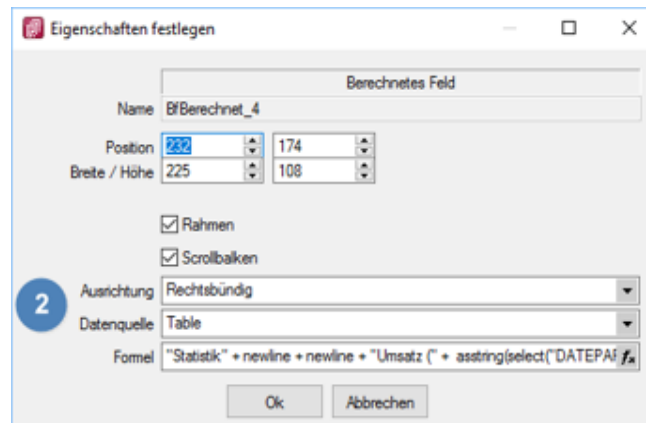 Eigenschaften festlegen
Berechnetes Feld
Name BfBerechnet_4
Position 232 174
Breite / Höhe 225 108
Rahmen
Scrollbalken
2
Ausrichtung Rechtsbündig
Datenquelle Table
Formel "Statistik" + newline + newline + "Umsatz (" + asstring(select("DATEPAR fx
Ok Abbrechen